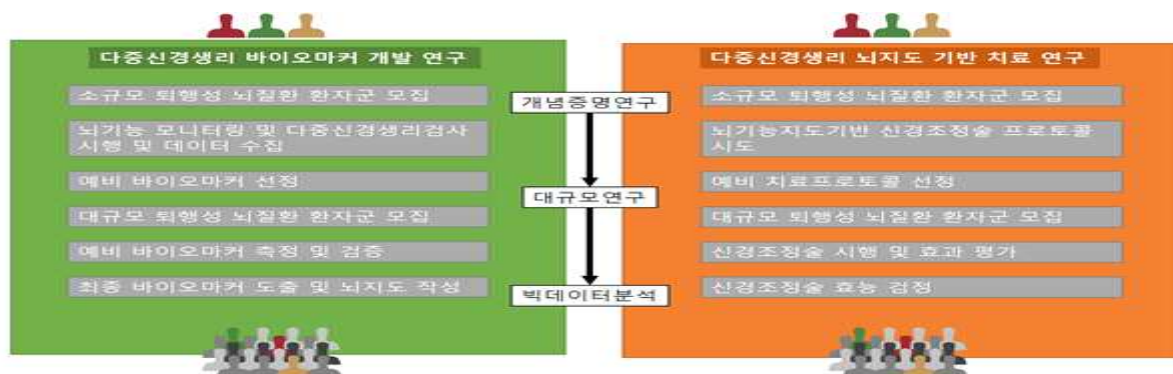 다중신경생리 바이오마커 개발 연구
소규모 퇴행성 뇌질환 환자군 모집
뇌기능 모니터링 및 다중신경생리검사
시행 및 데이터 수집
예비 바이오마커 선정
대규모 퇴행성 뇌질환 환자군 모집
예비 바이오마커 측정 및 검증
최종 바이오마커 도출 및 뇌지도 작성
개념증명연구
대규모연구
빅데이터분석
다중신경생리 뇌지도 기반 치료 연구
소규모 퇴행성 뇌질환 환자군 모집
뇌기능지도기반 신경조정술 프로토콜
시도
예비 치료프로토콜 선정
대규모 퇴행성 뇌질환 환자군 모집
신경조정술 시행 및 효과 평가
신경조정술 효능 검정